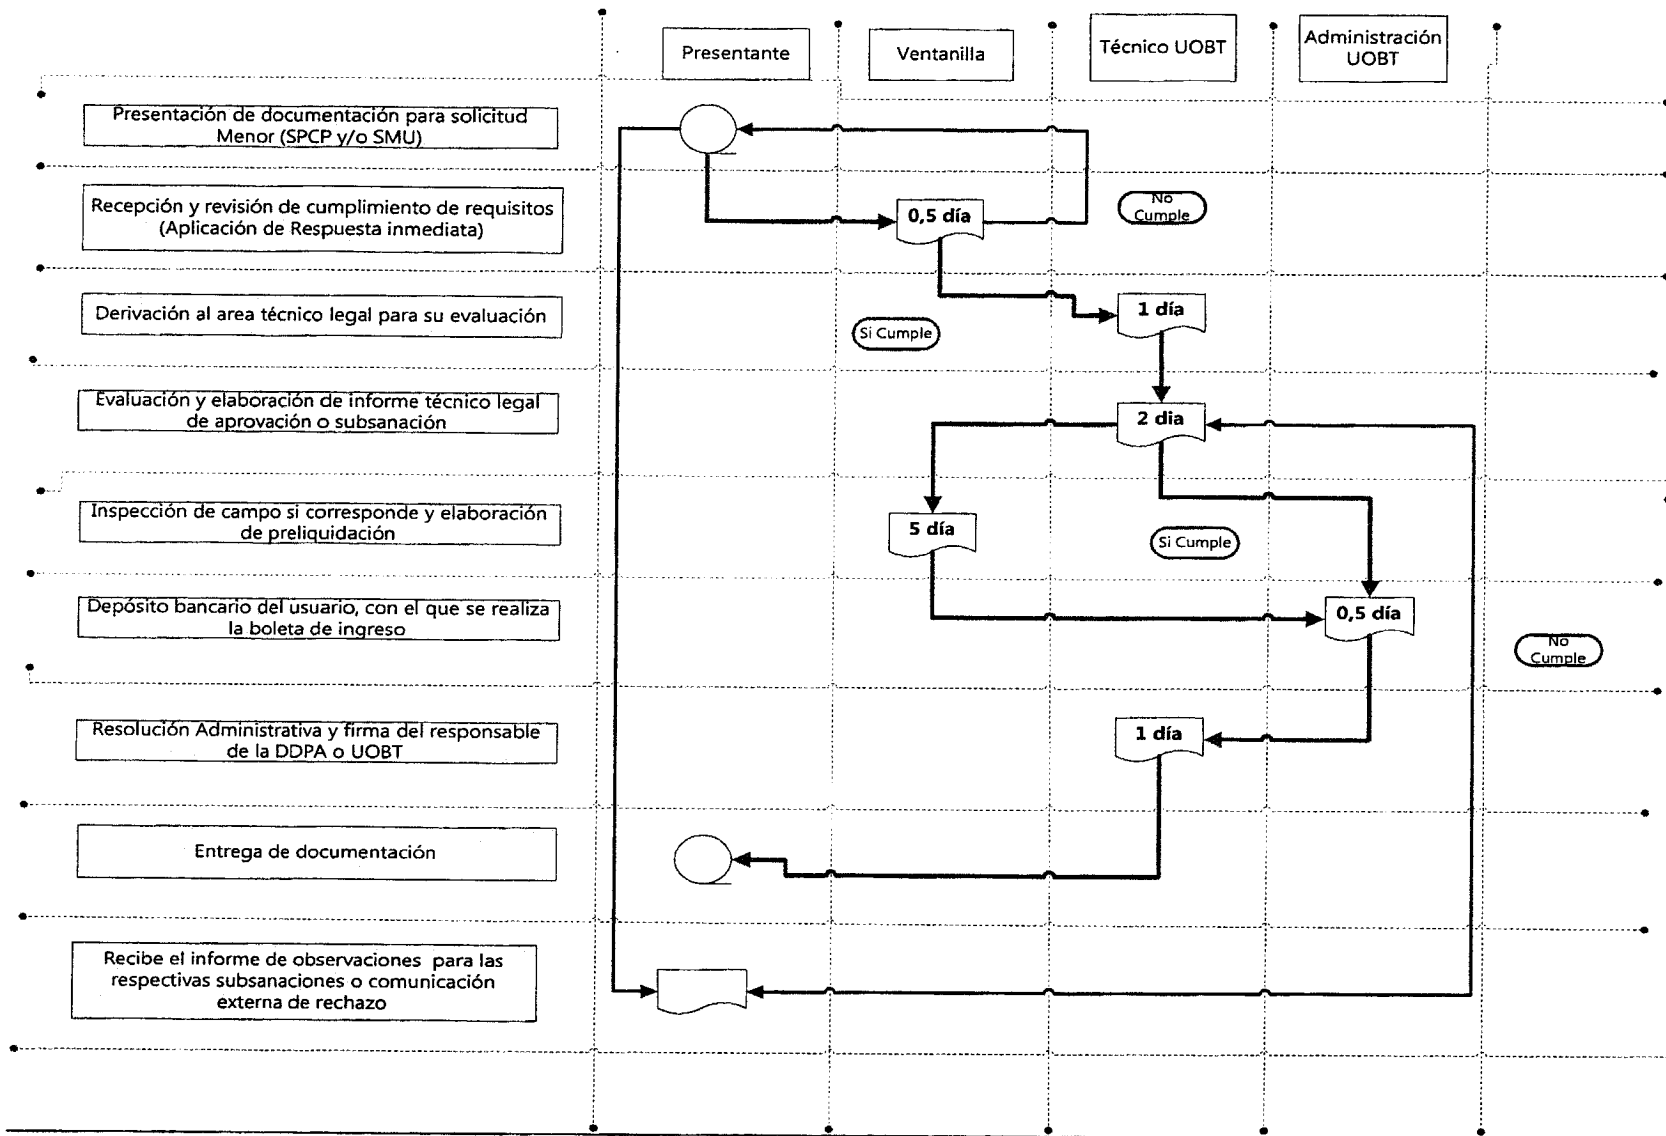 Presentante
Ventanilla
Técnico UOBT
Administración
UOBT
Presentación de documentación para solicitud
Menor (SPCP y/o SMU)
Recepción y revisión de cumplimiento de requisitos
(Aplicación de Respuesta inmediata)
0,5 día
No
Cumple
Derivación al area técnico legal para su evaluación
Si Cumple
1 día
Evaluación y elaboración de informe técnico legal
de aprovación o subsanación
2 dia
Inspección de campo si corresponde y elaboración
de preliquidación
5 día
Si Cumple
Depósito bancario del usuario, con el que se realiza
la boleta de ingreso
0,5 día
No
Cumple
Resolución Administrativa y firma del responsable
de la DDPA o UOBT
1 día
Entrega de documentación
Recibe el informe de observaciones para las
respectivas subsanaciones o comunicación
externa de rechazo